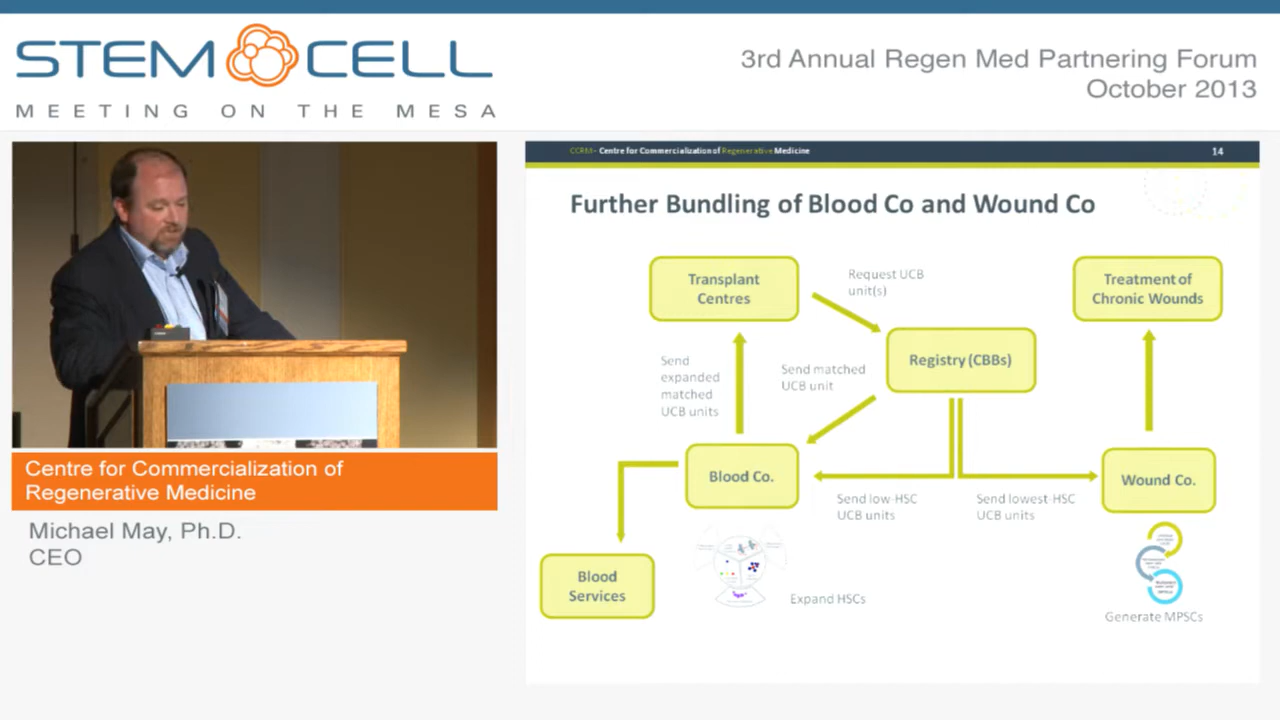 STEM CELL
MEETING ON THE MESA
3rd Annual Regen Med Partnering Forum
October 2013
CCRM - Centre for Commercialization of Regenerative Medicine
14
Further Bundling of Blood Co and Wound Co
Transplant
Centres
Request UCB
unit(s)
Treatment of
Chronic Wounds
Registry (CBBs)
Send
expanded
matched
UCB units
Send matched
UCB unit
Blood Co.
Wound Co.
Send low-HSC
UCB units
Send lowest-HSC
UCB units
Blood
Services
Expand HSCs
Generate MPSCs
Centre for Commercialization of
Regenerative Medicine
Michael May, Ph.D.
CEO